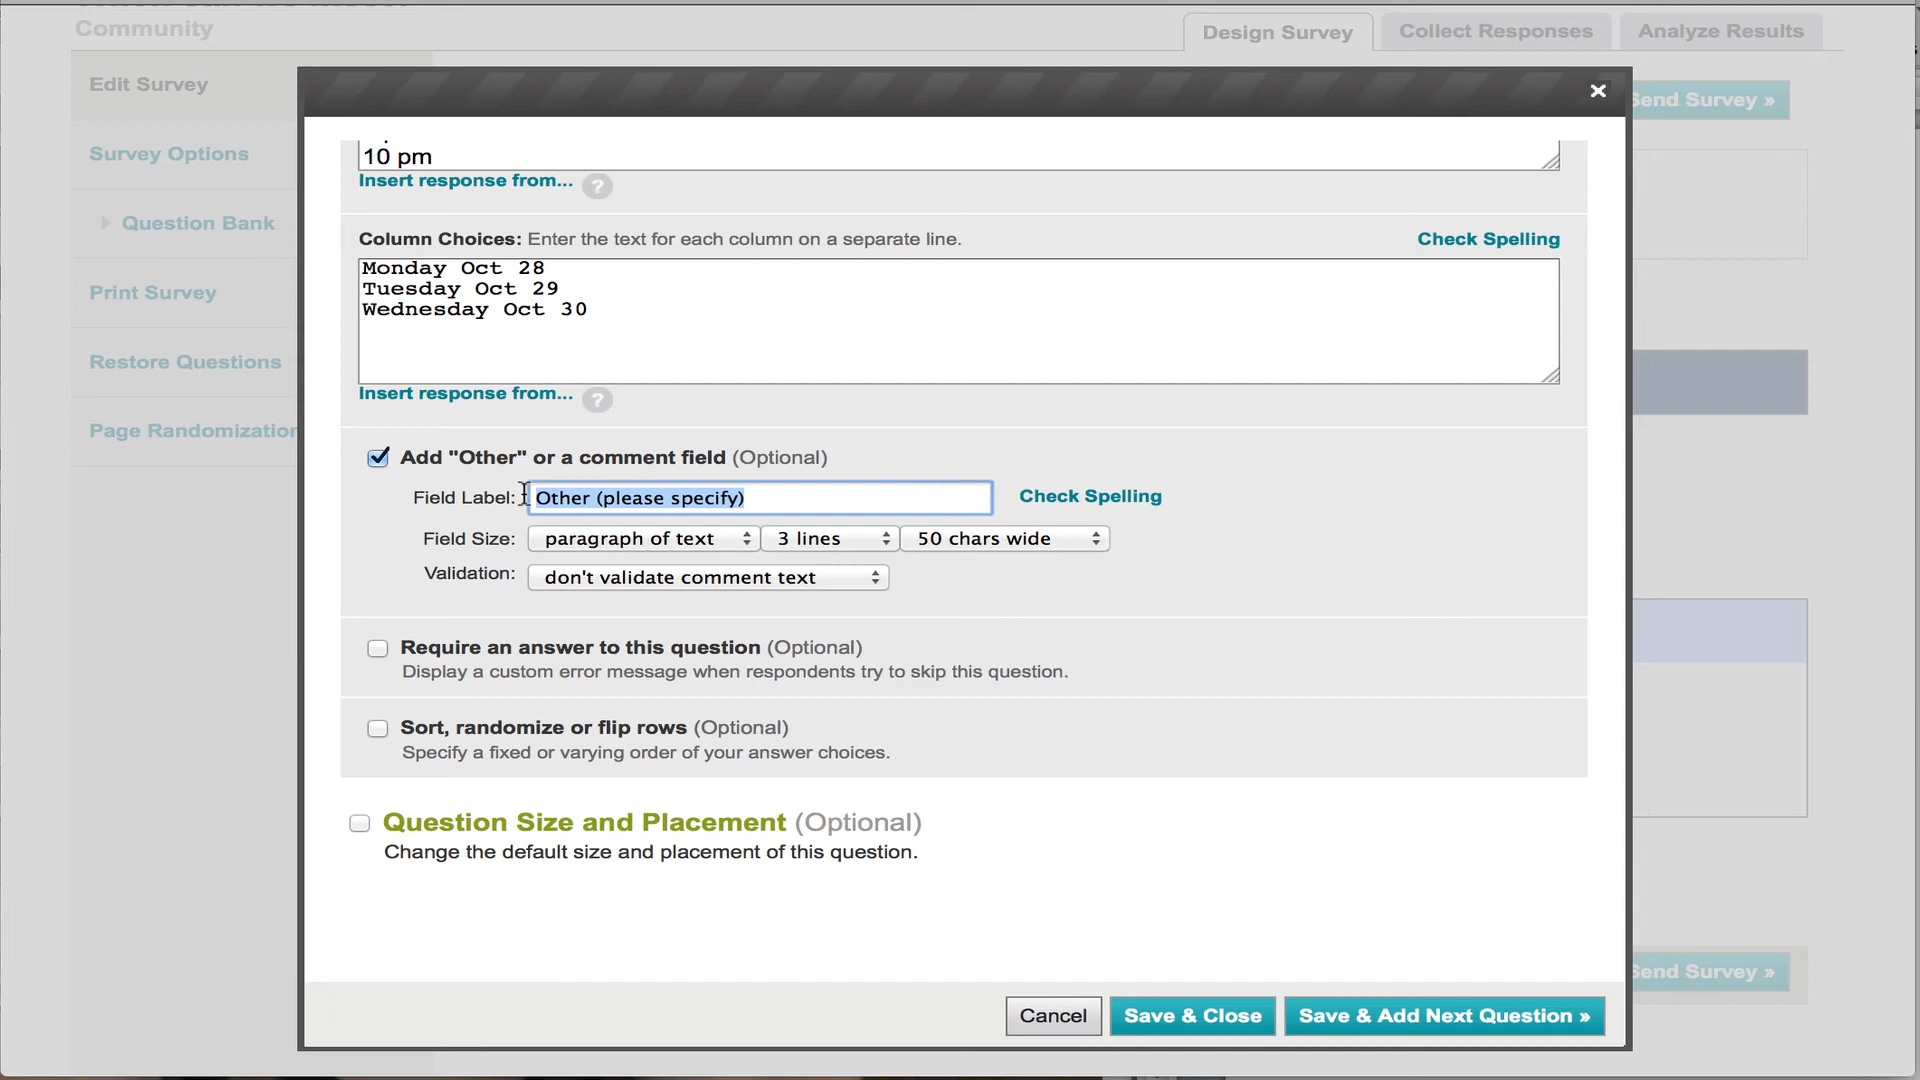 Community
Design Survey
Collect Responses
Analyze Results
Edit Survey
Survey Options
Question Bank
Print Survey
Restore Questions
Page Randomization
Send Survey »
×
10 pm
Insert response from... ?
Column Choices: Enter the text for each column on a separate line.
Check Spelling
Monday Oct 28
Tuesday Oct 29
Wednesday Oct 30
Insert response from... ?
Add "Other" or a comment field (Optional)
Field Label: Other (please specify) Check Spelling
Field Size: paragraph of text 3 lines 50 chars wide
Validation: don't validate comment text
Require an answer to this question (Optional)
Display a custom error message when respondents try to skip this question.
Sort, randomize or flip rows (Optional)
Specify a fixed or varying order of your answer choices.
Question Size and Placement (Optional)
Change the default size and placement of this question.
Send Survey »
Cancel
Save & Close
Save & Add Next Question »